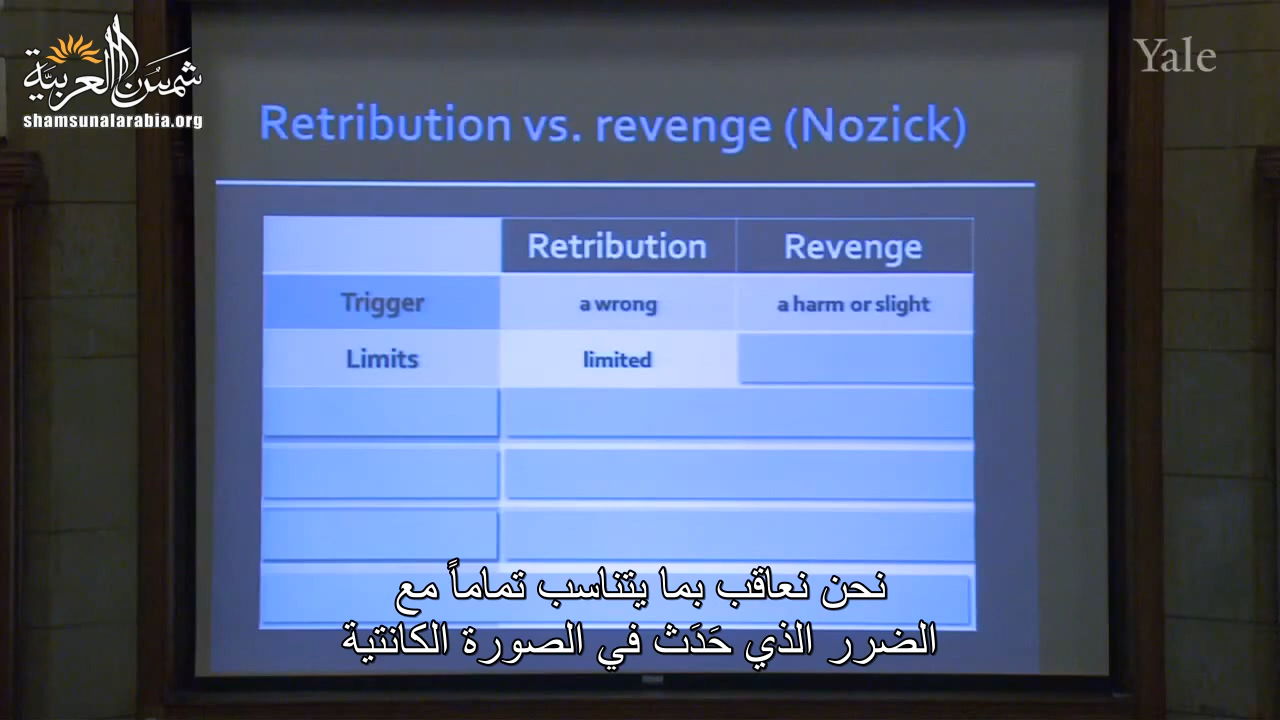 شمس العربية
shamsunalarabia.org
Yale
Retribution vs. revenge (Nozick)
Retribution Revenge
Trigger a wrong a harm or slight
Limits limited
نحن نعاقب بما يتناسب تماماً مع
الضرر الذي حَدَث في الصورة الكانتية